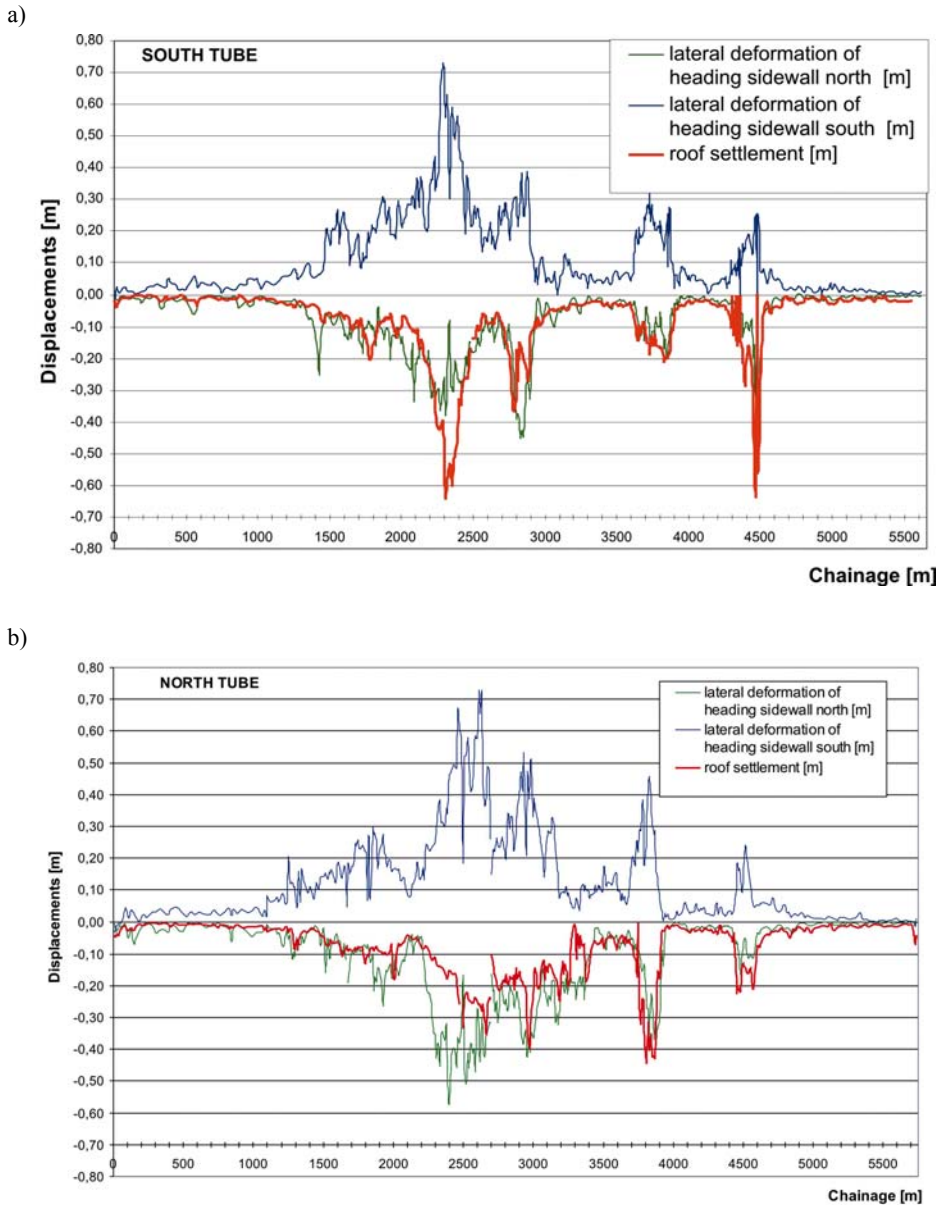 a)
SOUTH TUBE
lateral deformation of
heading sidewall north [m]
lateral deformation of
heading sidewall south [m]
roof settlement [m]
Displacements [m]
0,80
0,70
0,60
0,50
0,40
0,30
0,20
0,10
0,00
-0,10
-0,20
-0,30
-0,40
-0,50
-0,60
-0,70
-0,80
0 500 1000 1500 2000 2500 3000 3500 4000 4500 5000 5500
Chainage [m]
b)
NORTH TUBE
lateral deformation of
heading sidewall north [m]
lateral deformation of
heading sidewall south [m]
roof settlement [m]
Displacements [m]
0,80
0,70
0,60
0,50
0,40
0,30
0,20
0,10
0,00
-0,10
-0,20
-0,30
-0,40
-0,50
-0,60
-0,70
-0,80
0 500 1000 1500 2000 2500 3000 3500 4000 4500 5000 5500
Chainage [m]